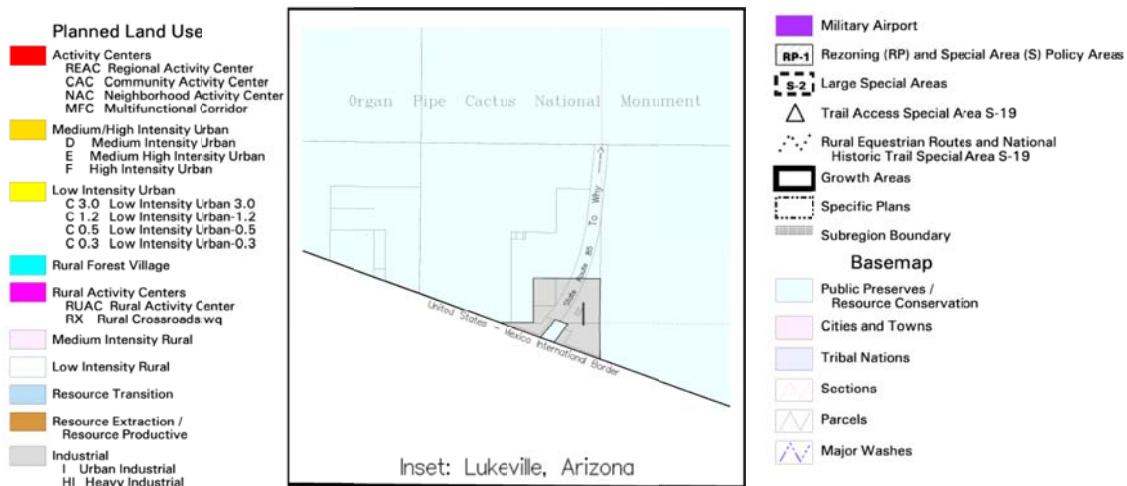 Planned Land Use
Activity Centers
REAC Regional Activity Center
CAC Community Activity Center
NAC Neighborhood Activity Center
MFC Multifunctional Corridor
Medium/High Intensity Urban
D Medium Intensity Urban
E Medium High Intensity Urban
F High Intensity Urban
Low Intensity Urban
C 3.0 Low Intensity Urban 3.0
C 1.2 Low Intensity Urban-1.2
C 0.5 Low Intensity Urban-0.5
C 0.3 Low Intensity Urban-0.3
Rural Forest Village
Rural Activity Centers
RUAC Rural Activity Center
RX Rural Crossroads wq
Medium Intensity Rural
Low Intensity Rural
Resource Transition
Resource Extraction /
Resource Productive
Industrial
I Urban Industrial
HI Heavy Industrial
Organ Pipe Cactus National Monument
State Route 85 To Why
I
United States - Mexico International Border
Inset: Lukeville, Arizona
Military Airport
RP-1 Rezoning (RP) and Special Area (S) Policy Areas
S-2 Large Special Areas
Trail Access Special Area S-19
Rural Equestrian Routes and National
Historic Trail Special Area S-19
Growth Areas
Specific Plans
Subregion Boundary
Basemap
Public Preserves /
Resource Conservation
Cities and Towns
Tribal Nations
Sections
Parcels
Major Washes